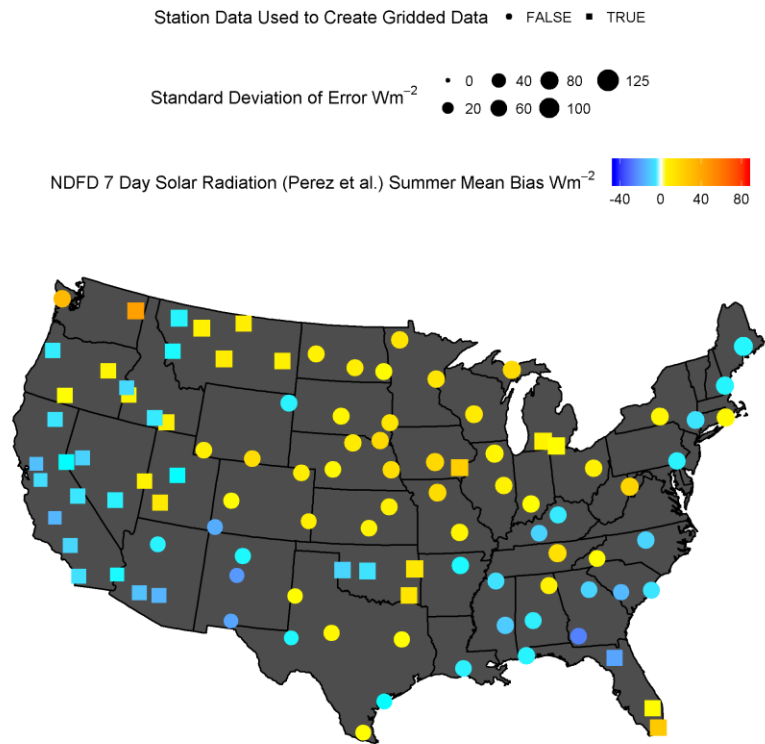 Station Data Used to Create Gridded Data FALSE TRUE
Standard Deviation of Error Wm−2 0 40 80 125
20 60 100
NDFD 7 Day Solar Radiation (Perez et al.) Summer Mean Bias Wm−2
-40 0 40 80